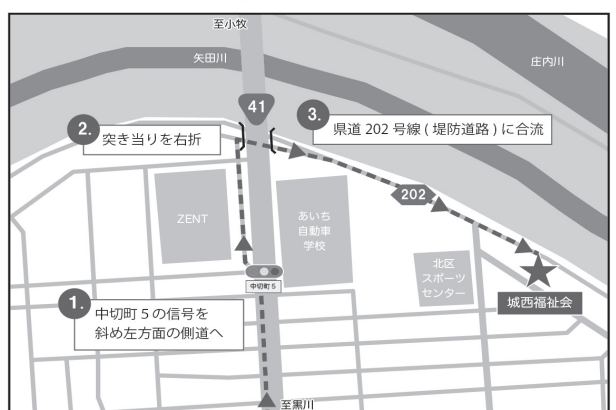 至小牧
矢田川
庄内川
41
2.
突き当りを右折
3.
県道 202 号線 ( 堤防道路 ) に合流
202
ZENT
あいち
自動車
学校
北区
スポーツ
センター
城西福祉会
中切町 5
1.
中切町 5 の信号を
斜め左方面の側道へ
至黒川